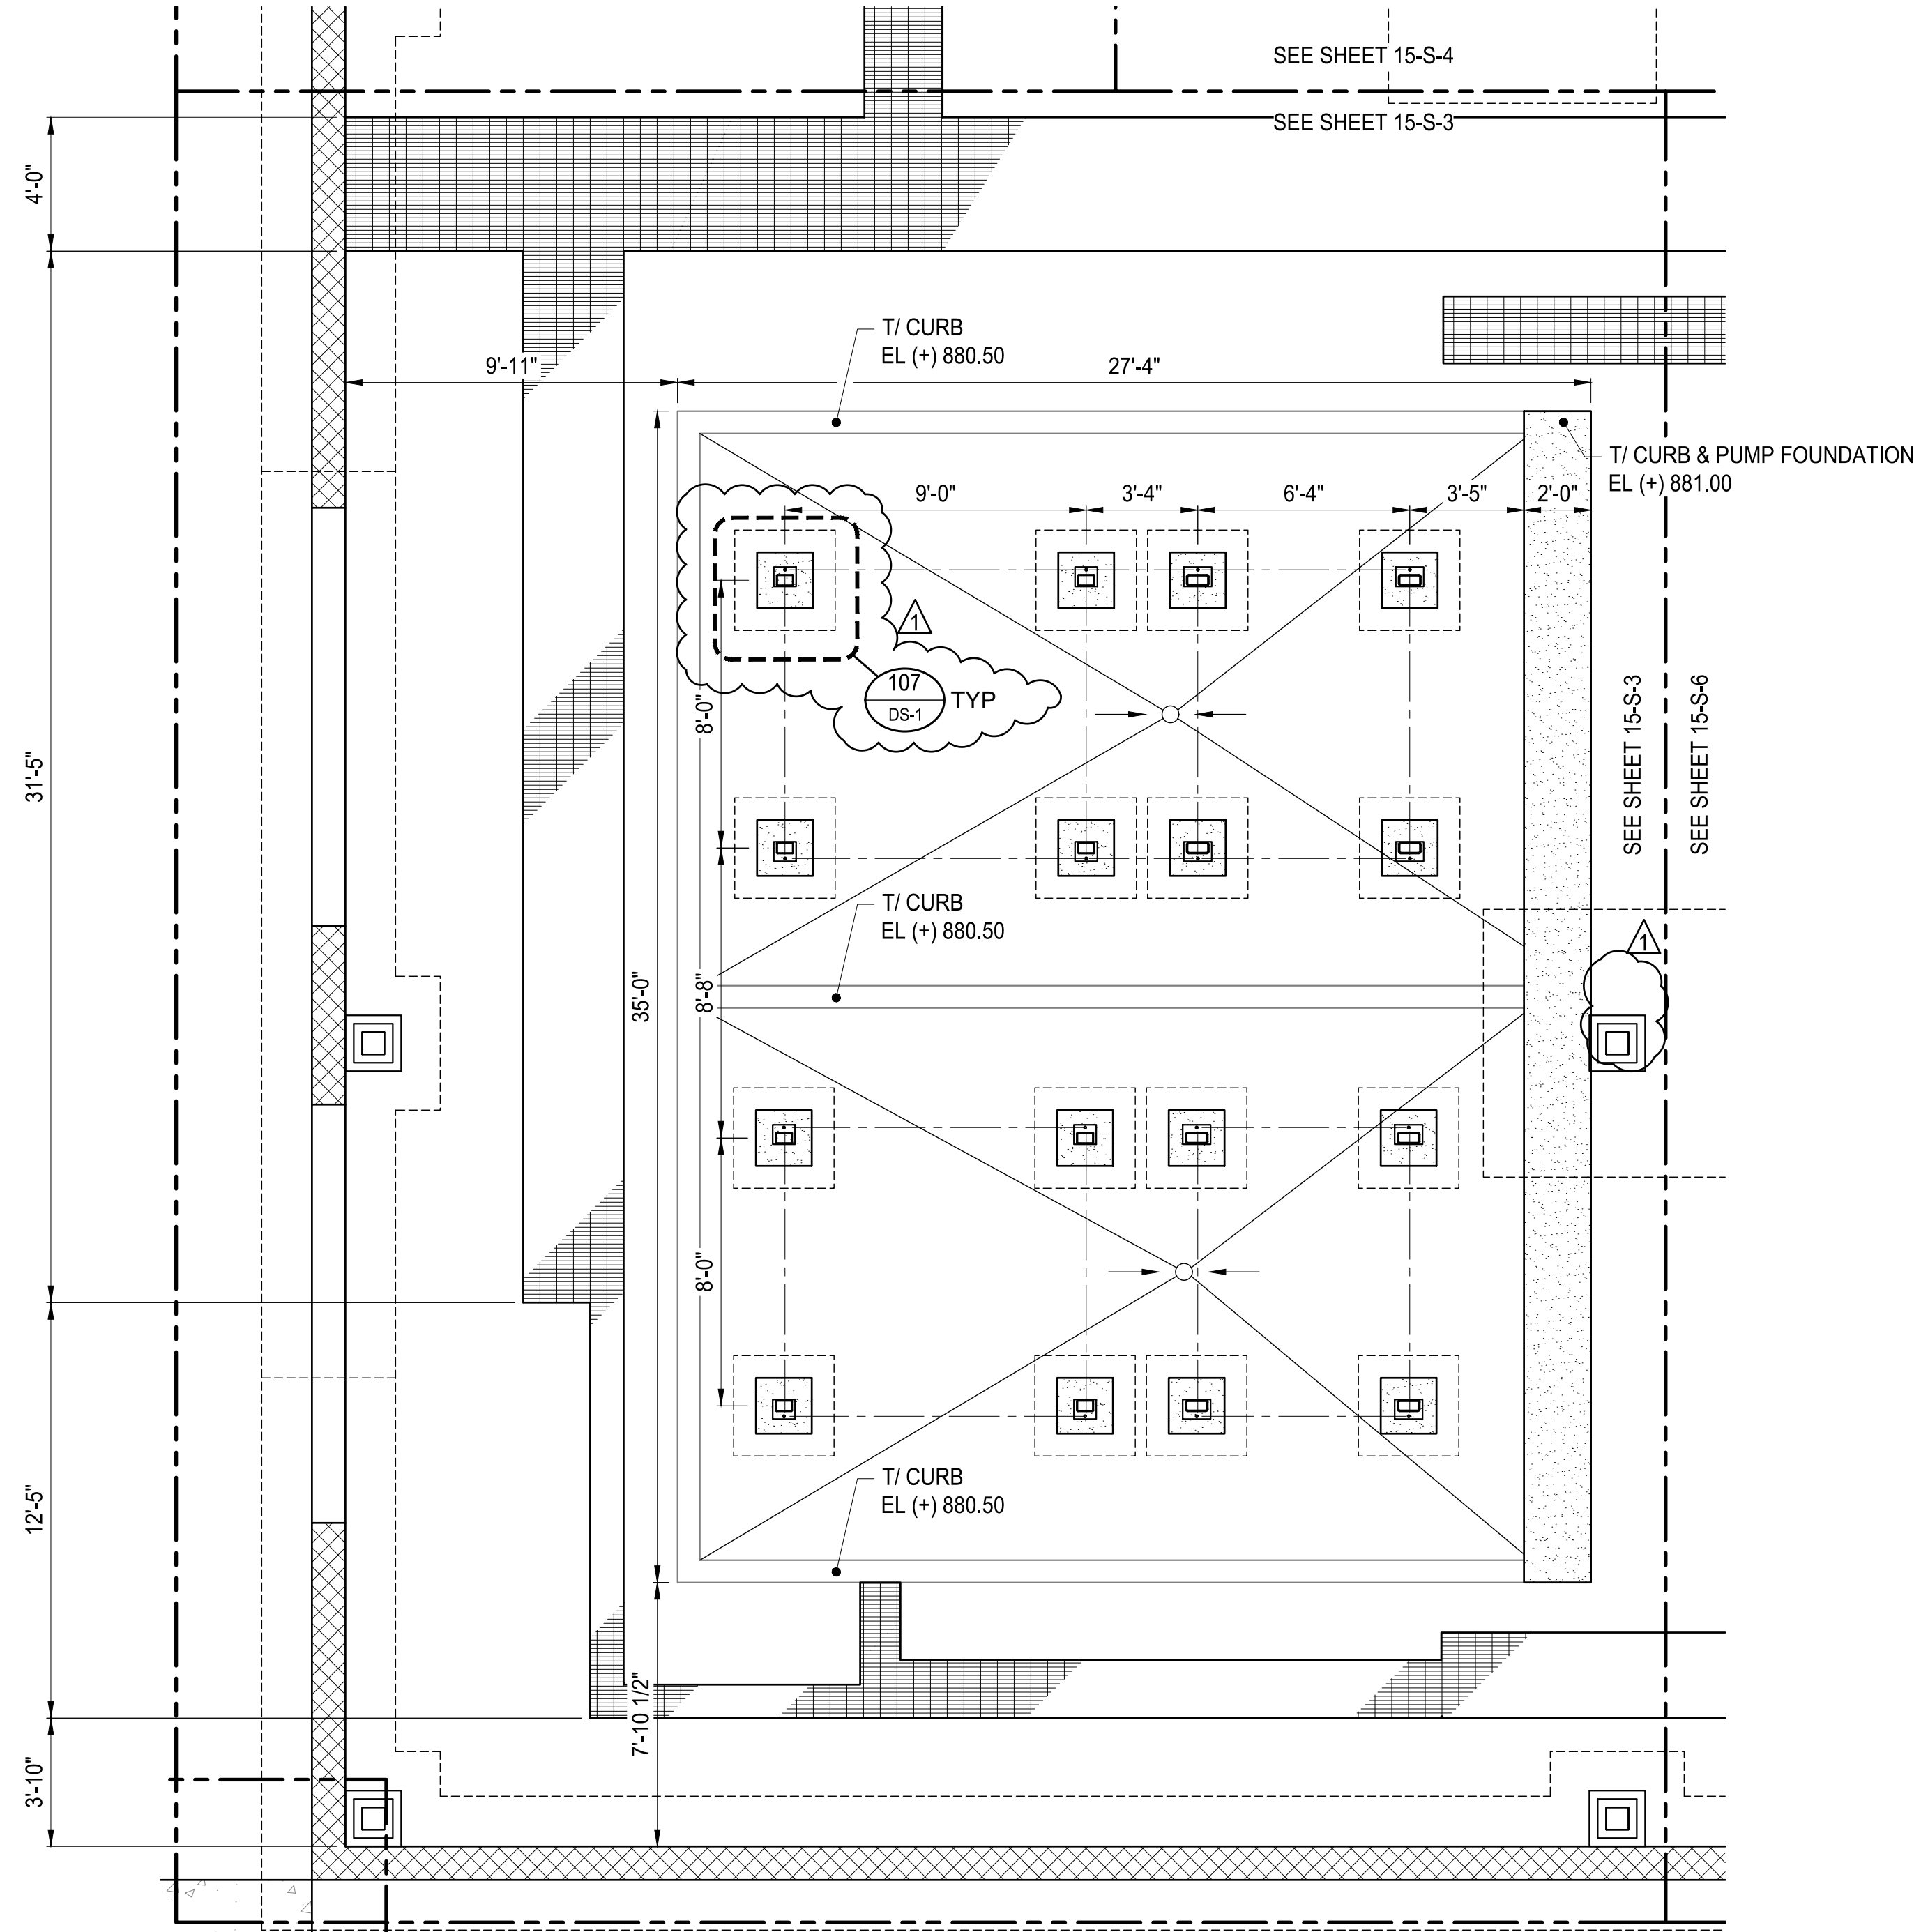 SEE SHEET 15-S-4
SEE SHEET 15-S-3
4'-0"
T/ CURB
EL (+) 880.50
9'-11"
27'-4"
T/ CURB & PUMP FOUNDATION
EL (+) 881.00
9'-0"
3'-4"
6'-4"
3'-5"
2'-0"
1
107
DS-1
TYP
8'-0"
31'-5"
SEE SHEET 15-S-3
SEE SHEET 15-S-6
T/ CURB
EL (+) 880.50
1
35'-0"
8'-8"
8'-0"
T/ CURB
EL (+) 880.50
12'-5"
7'-10 1/2"
3'-10"